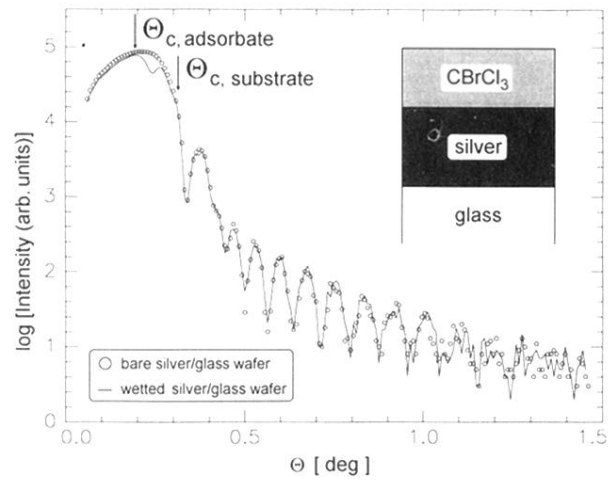 Θc, adsorbate
Θc, substrate
CBrCl3
silver
glass
log [Intensity (arb. units)]
5
4
3
2
1
0
○ bare silver/glass wafer
— wetted silver/glass wafer
0.0 0.5 1.0 1.5
Θ [ deg ]